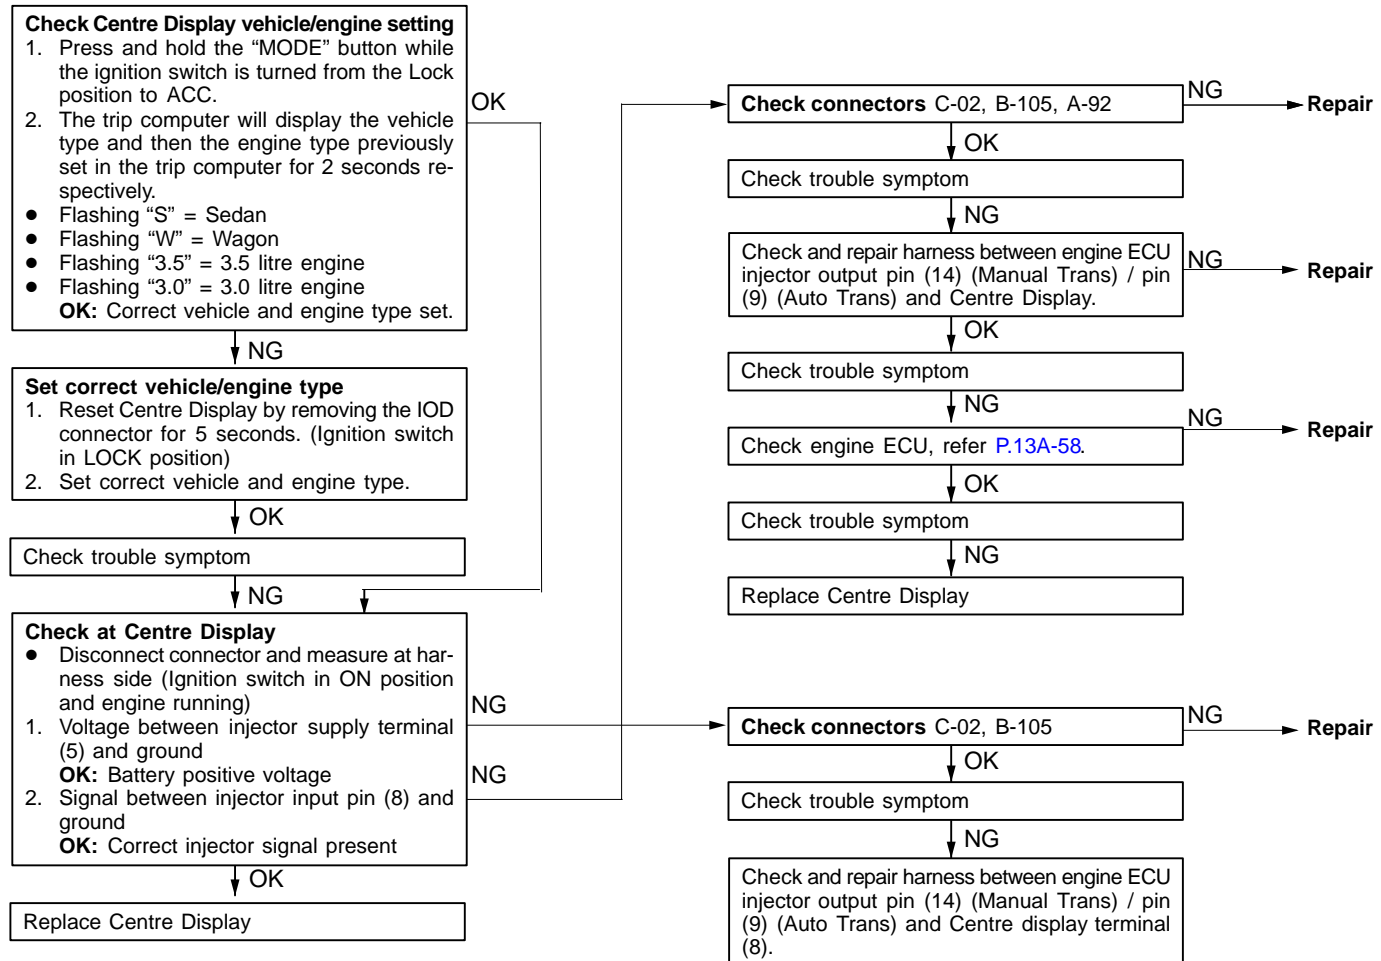 Check Centre Display vehicle/engine setting
1. Press and hold the “MODE” button while
the ignition switch is turned from the Lock
position to ACC.
2. The trip computer will display the vehicle
type and then the engine type previously
set in the trip computer for 2 seconds re-
spectively.
● Flashing “S” = Sedan
● Flashing “W” = Wagon
● Flashing “3.5” = 3.5 litre engine
● Flashing “3.0” = 3.0 litre engine
OK: Correct vehicle and engine type set.
OK
NG
Set correct vehicle/engine type
1. Reset Centre Display by removing the IOD
connector for 5 seconds. (Ignition switch
in LOCK position)
2. Set correct vehicle and engine type.
OK
Check trouble symptom
NG
Check at Centre Display
● Disconnect connector and measure at har-
ness side (Ignition switch in ON position
and engine running)
1. Voltage between injector supply terminal
(5) and ground
OK: Battery positive voltage
2. Signal between injector input pin (8) and
ground
OK: Correct injector signal present
NG
NG
OK
Replace Centre Display
Check connectors C-02, B-105, A-92
NG
Repair
OK
Check trouble symptom
NG
Check and repair harness between engine ECU
injector output pin (14) (Manual Trans) / pin
(9) (Auto Trans) and Centre Display.
NG
Repair
OK
Check trouble symptom
NG
Check engine ECU, refer P.13A-58.
NG
Repair
OK
Check trouble symptom
NG
Replace Centre Display
Check connectors C-02, B-105
NG
Repair
OK
Check trouble symptom
NG
Check and repair harness between engine ECU
injector output pin (14) (Manual Trans) / pin
(9) (Auto Trans) and Centre display terminal
(8).